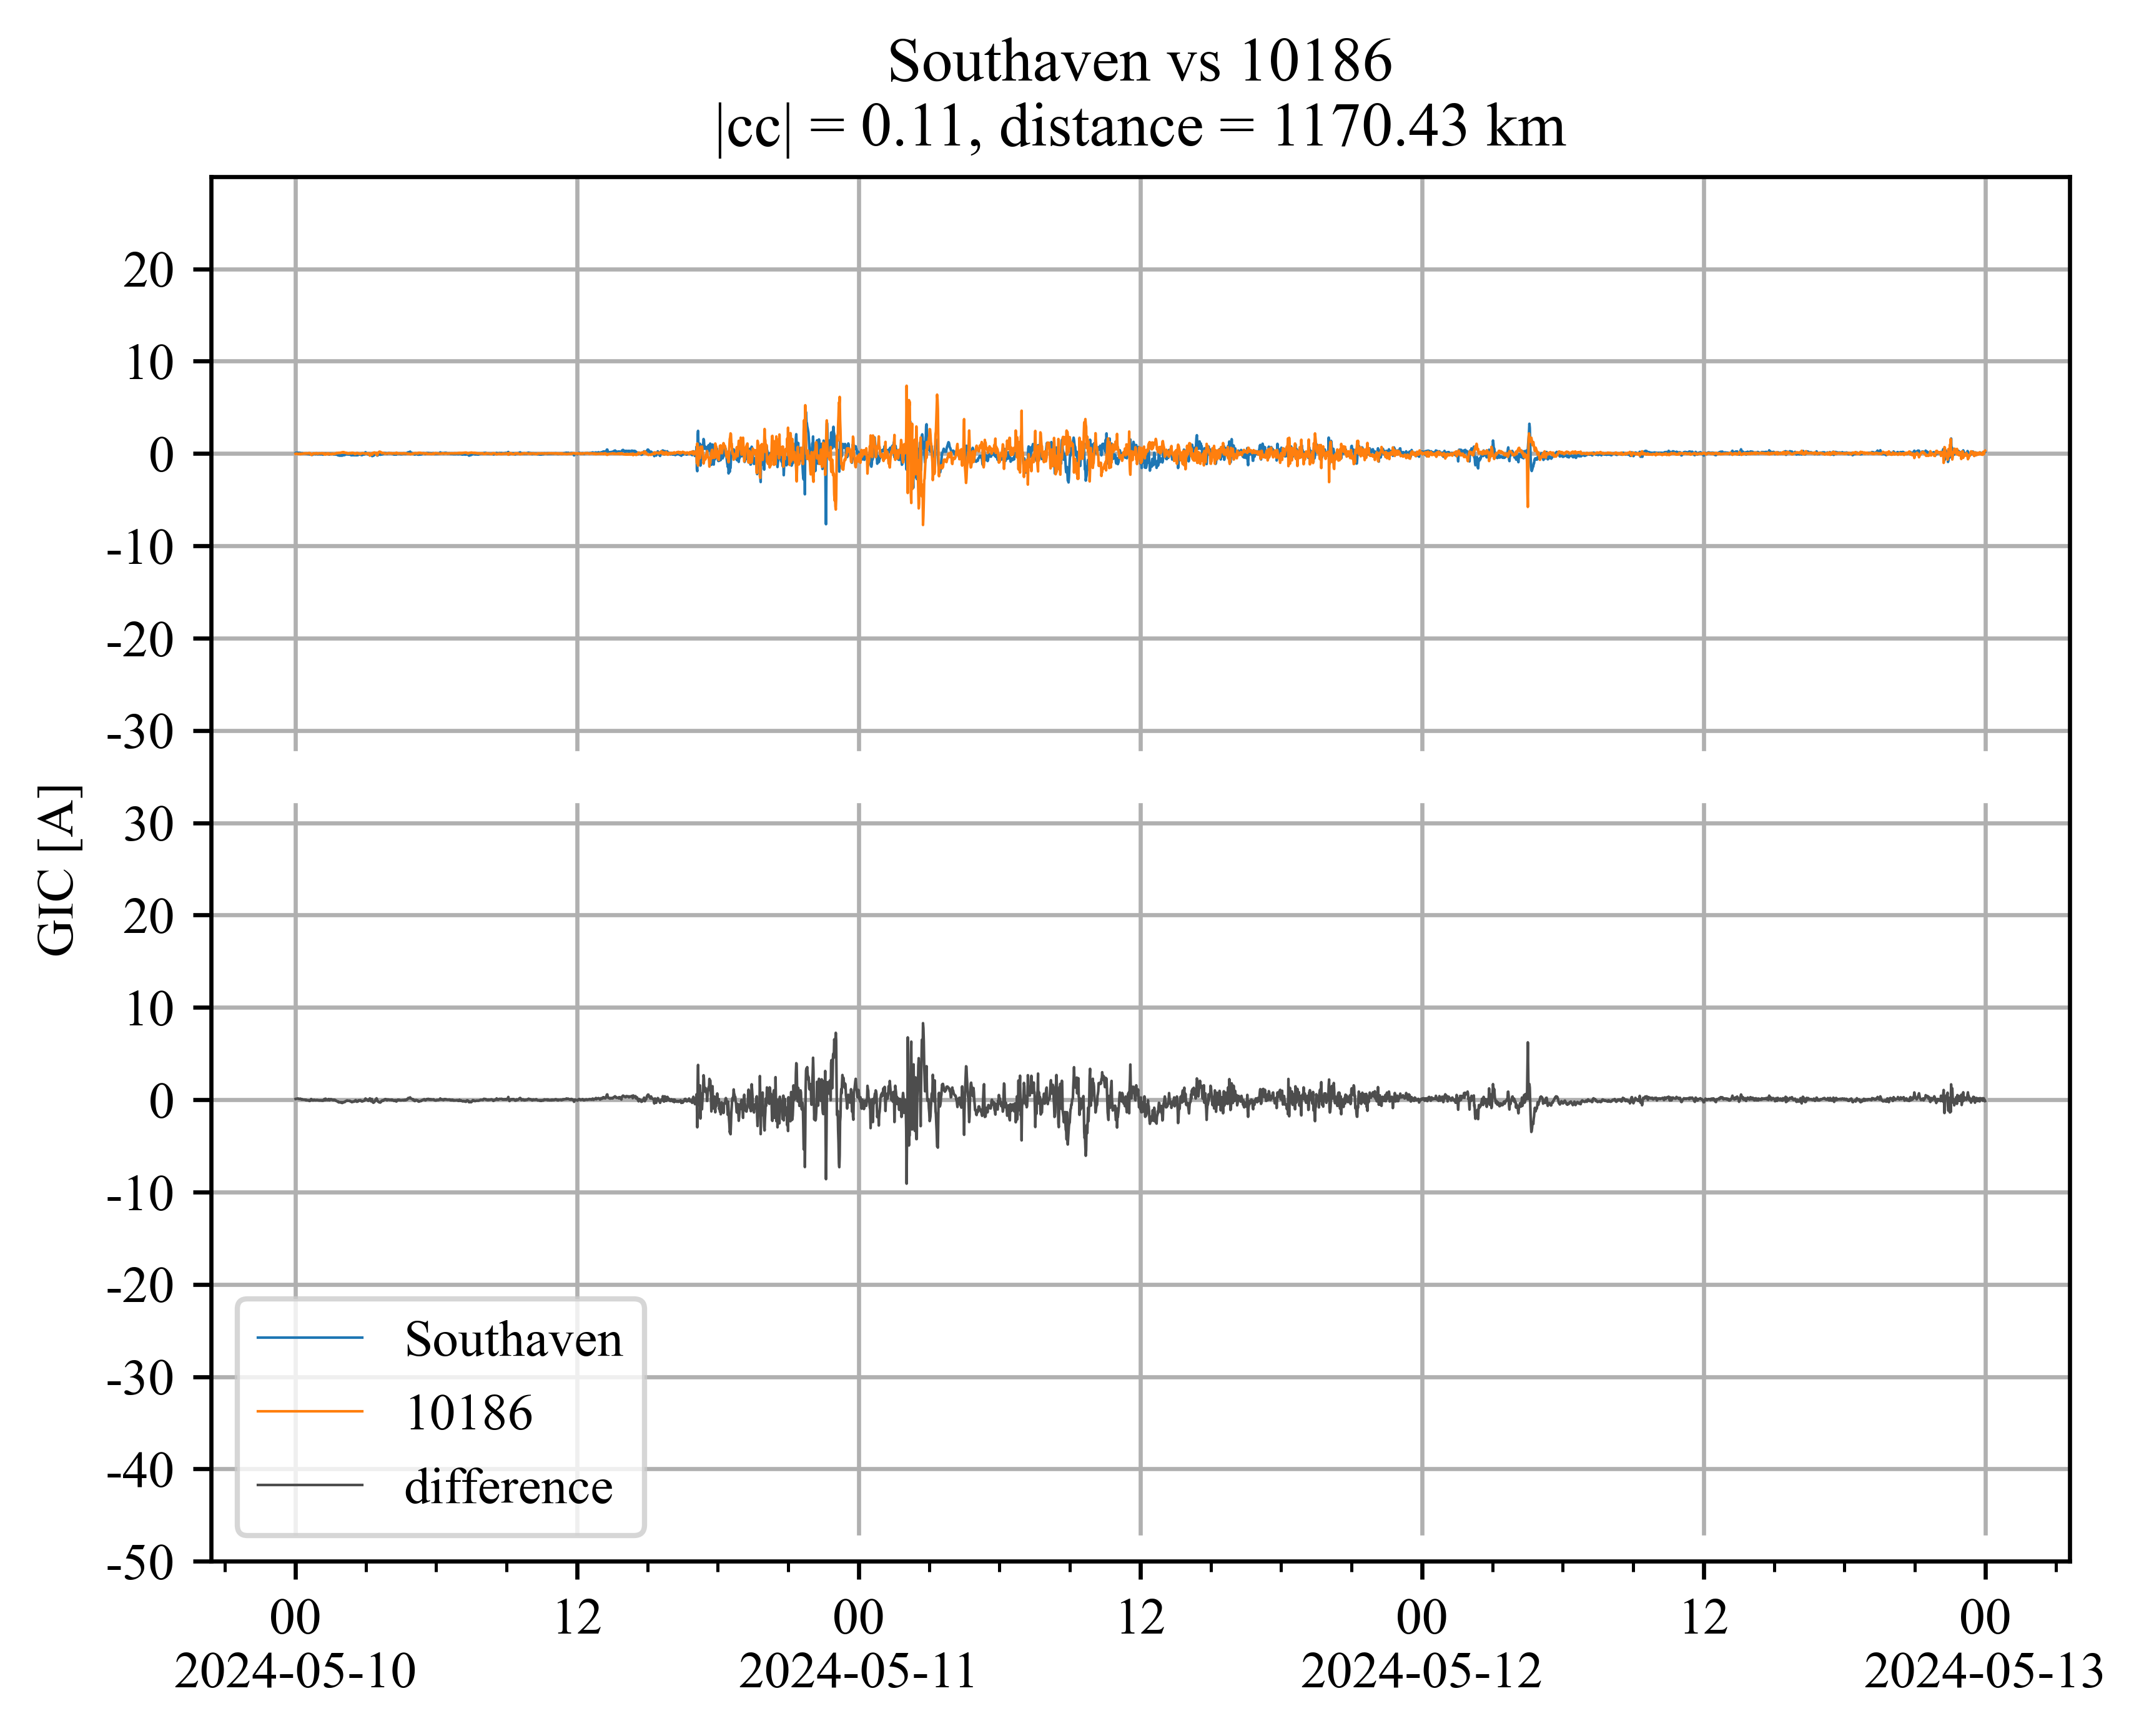 Southaven vs 10186
|cc| = 0.11, distance = 1170.43 km
20
10
0
-10
-20
-30
30
20
10
0
-10
-20
-30
-40
-50
GIC [A]
Southaven
10186
difference
00 12 00 12 00 12 00
2024-05-10 2024-05-11 2024-05-12 2024-05-13